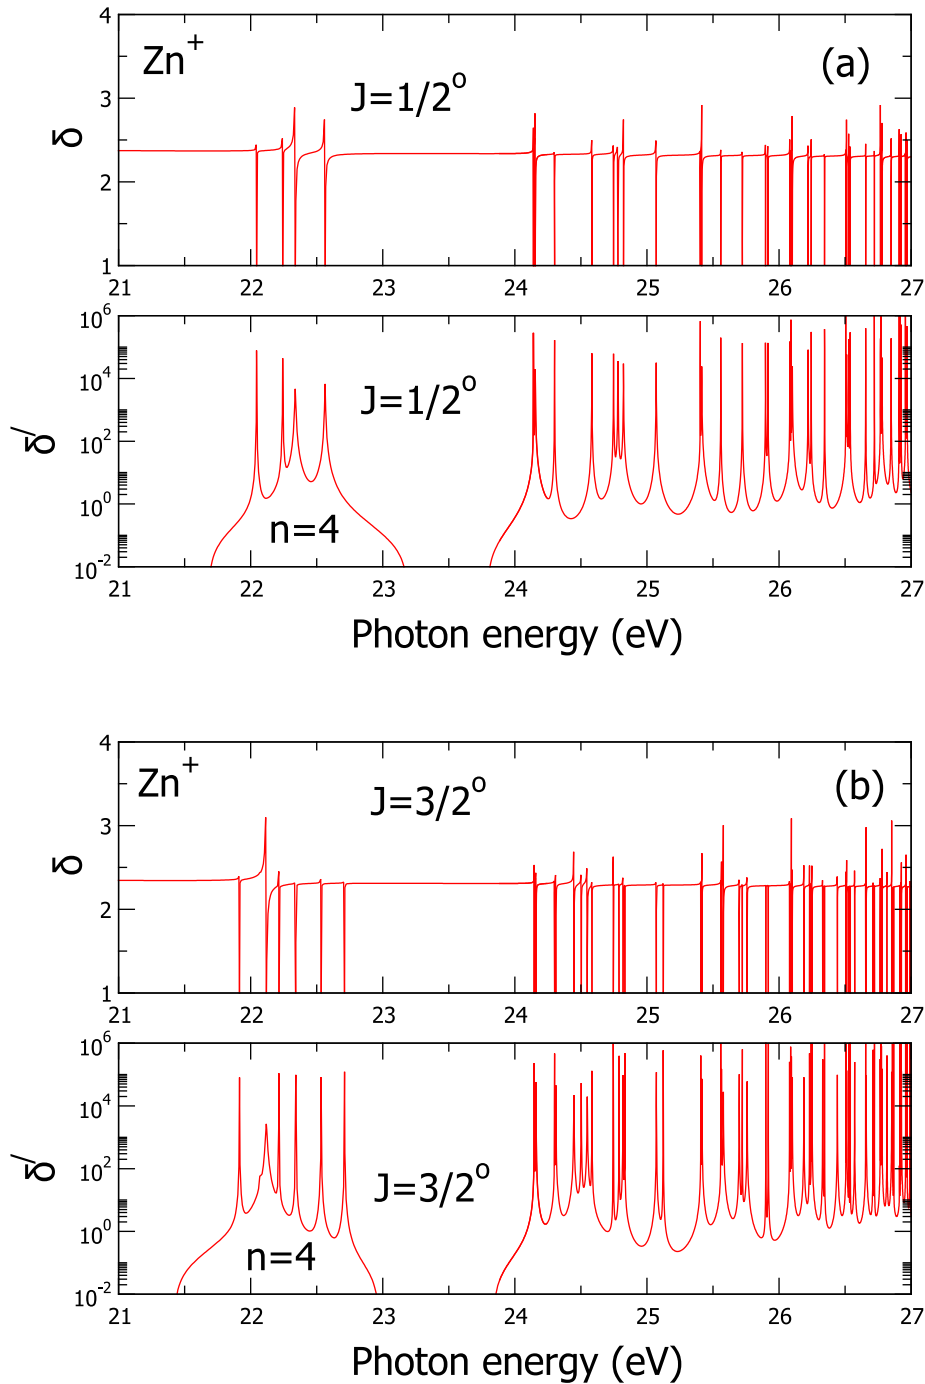 4
Zn+
(a)
J=1/2o
3
δ
2
1
21 22 23 24 25 26 27
10^6
10^4
J=1/2o
δ/
10^2
10^0
n=4
10^-2
21 22 23 24 25 26 27
Photon energy (eV)
4
Zn+
(b)
J=3/2o
3
δ
2
1
21 22 23 24 25 26 27
10^6
10^4
δ/
10^2
J=3/2o
10^0
n=4
10^-2
21 22 23 24 25 26 27
Photon energy (eV)